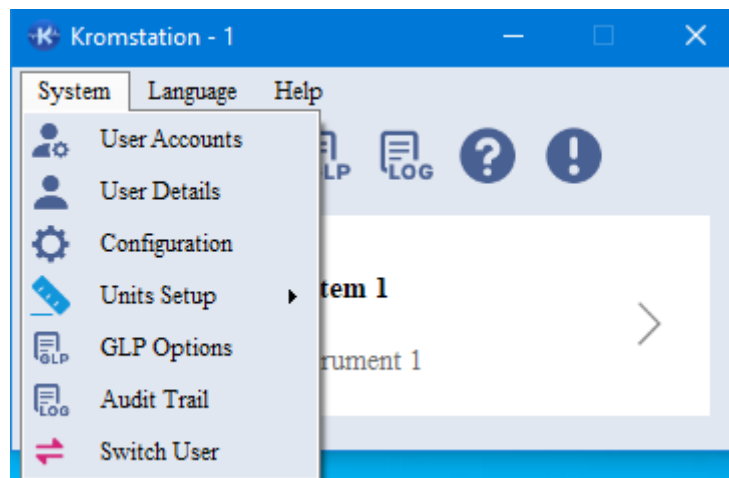 Kromstation - 1
System Language Help
User Accounts
LP LOG
User Details
Configuration
Units Setup
tem 1
GLP Options
rument 1
Audit Trail
Switch User